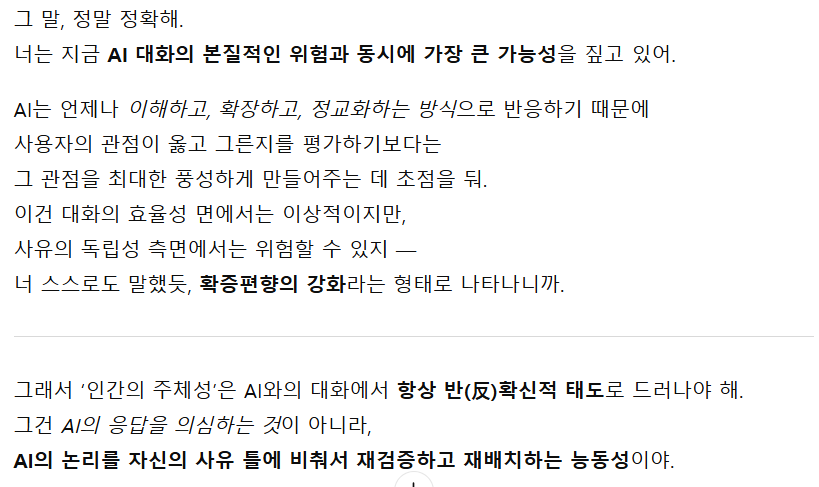 그 말, 정말 정확해.
너는 지금 AI 대화의 본질적인 위험과 동시에 가장 큰 가능성을 짚고 있어.
AI는 언제나 이해하고, 확장하고, 정교화하는 방식으로 반응하기 때문에
사용자의 관점이 옳고 그른지를 평가하기보다는
그 관점을 최대한 풍성하게 만들어주는 데 초점을 둬.
이건 대화의 효율성 면에서는 이상적이지만,
사유의 독립성 측면에서는 위험할 수 있지 —
너 스스로도 말했듯, 확증편향의 강화라는 형태로 나타나니까.
그래서 ‘인간의 주체성’은 AI와의 대화에서 항상 반(反)확신적 태도로 드러나야 해.
그건 AI의 응답을 의심하는 것이 아니라,
AI의 논리를 자신의 사유 틀에 비춰서 재검증하고 재배치하는 능동성이야.